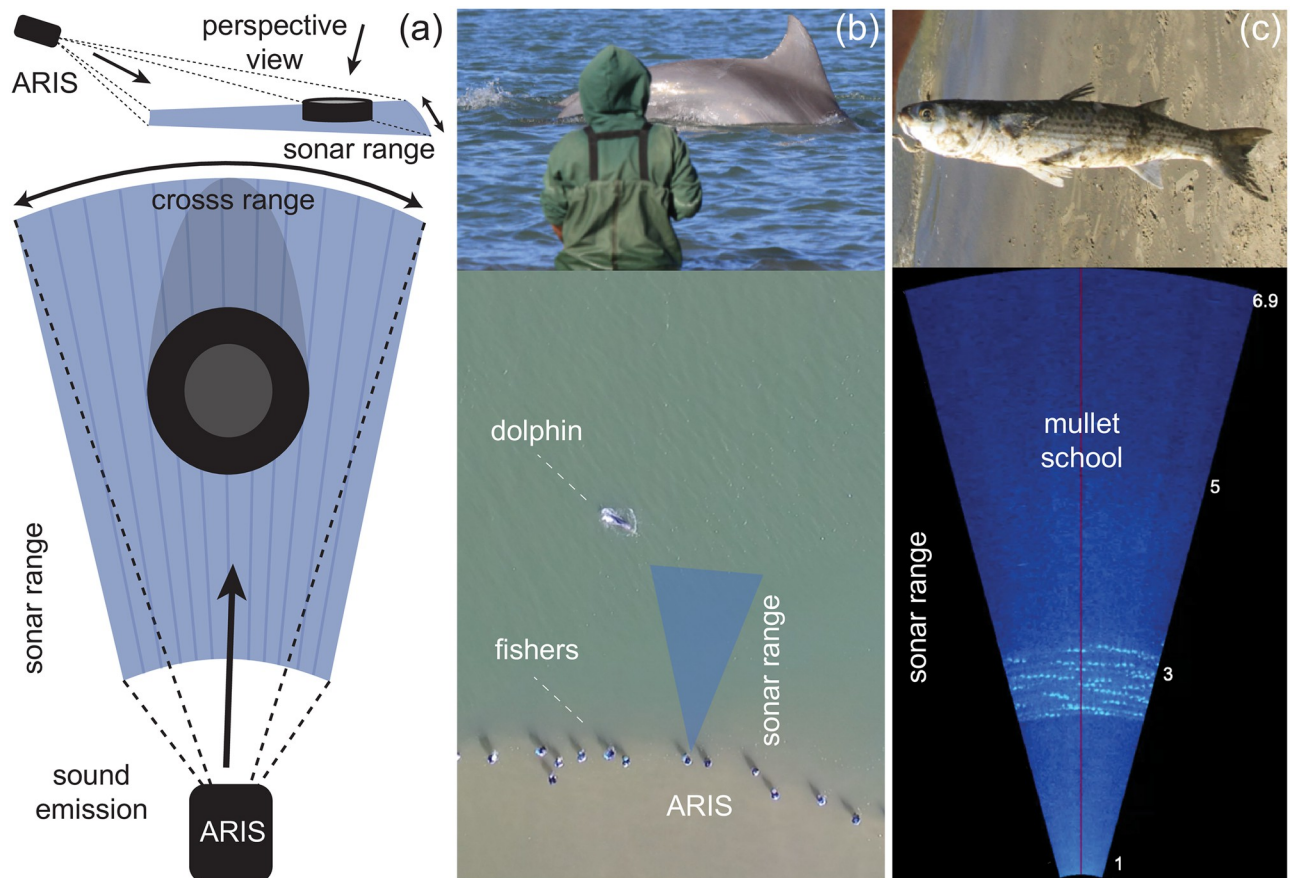 (a)
perspective
view
ARIS
sonar range
crosss range
sonar range
sound
emission
ARIS
(b)
dolphin
fishers
sonar range
ARIS
(c)
6.9
mullet
school
5
sonar range
3
1